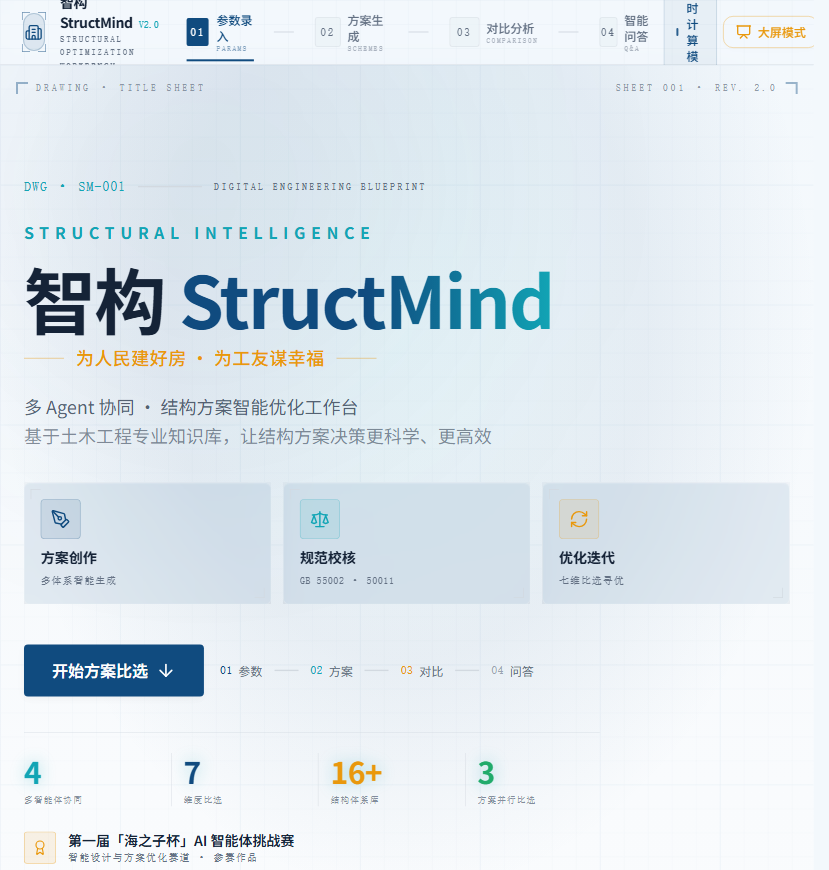 智构
StructMind V2.0
STRUCTURAL
OPTIMIZATION
01 参数录入
PARAMS
02 方案生成
SCHEMES
03 对比分析
COMPARISON
04 智能问答
Q&A
时计算模
大屏模式
DRAWING • TITLE SHEET
SHEET 001 • REV. 2.0
DWG • SM-001
DIGITAL ENGINEERING BLUEPRINT
STRUCTURAL INTELLIGENCE
智构 StructMind
为人民建好房 • 为工友谋幸福
多 Agent 协同 • 结构方案智能优化工作台
基于土木工程专业知识库，让结构方案决策更科学、更高效
方案创作
多体系智能生成
规范校核
GB 55002 • 50011
优化迭代
七维比选寻优
开始方案比选 ↓
01 参数
02 方案
03 对比
04 问答
4
多智能体协同
7
维度比选
16+
结构体系库
3
方案并行比选
第一届「海之子杯」AI 智能体挑战赛
智能设计与方案优化赛道 • 参赛作品